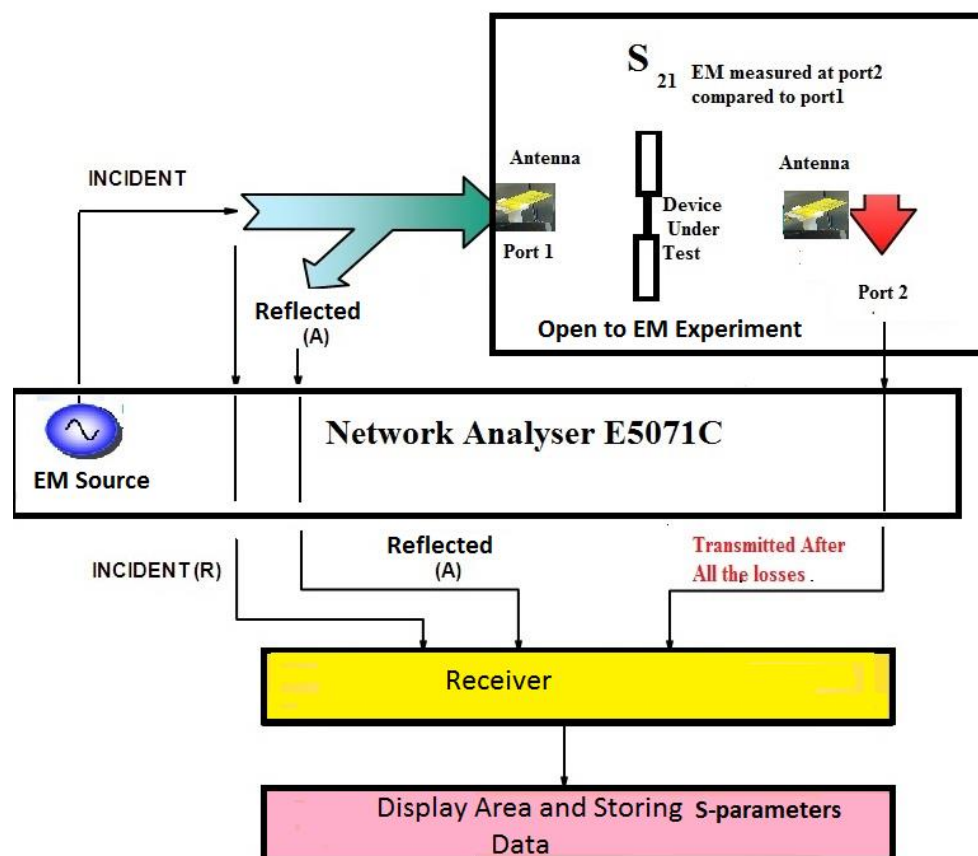 S 21 EM measured at port2
compared to port1
Antenna
Antenna
INCIDENT
Device
Under
Test
Port 1
Port 2
Reflected
(A)
Open to EM Experiment
Network Analyser E5071C
EM Source
INCIDENT (R)
Reflected
(A)
Transmitted After
All the losses .
Receiver
Display Area and Storing S-parameters
Data